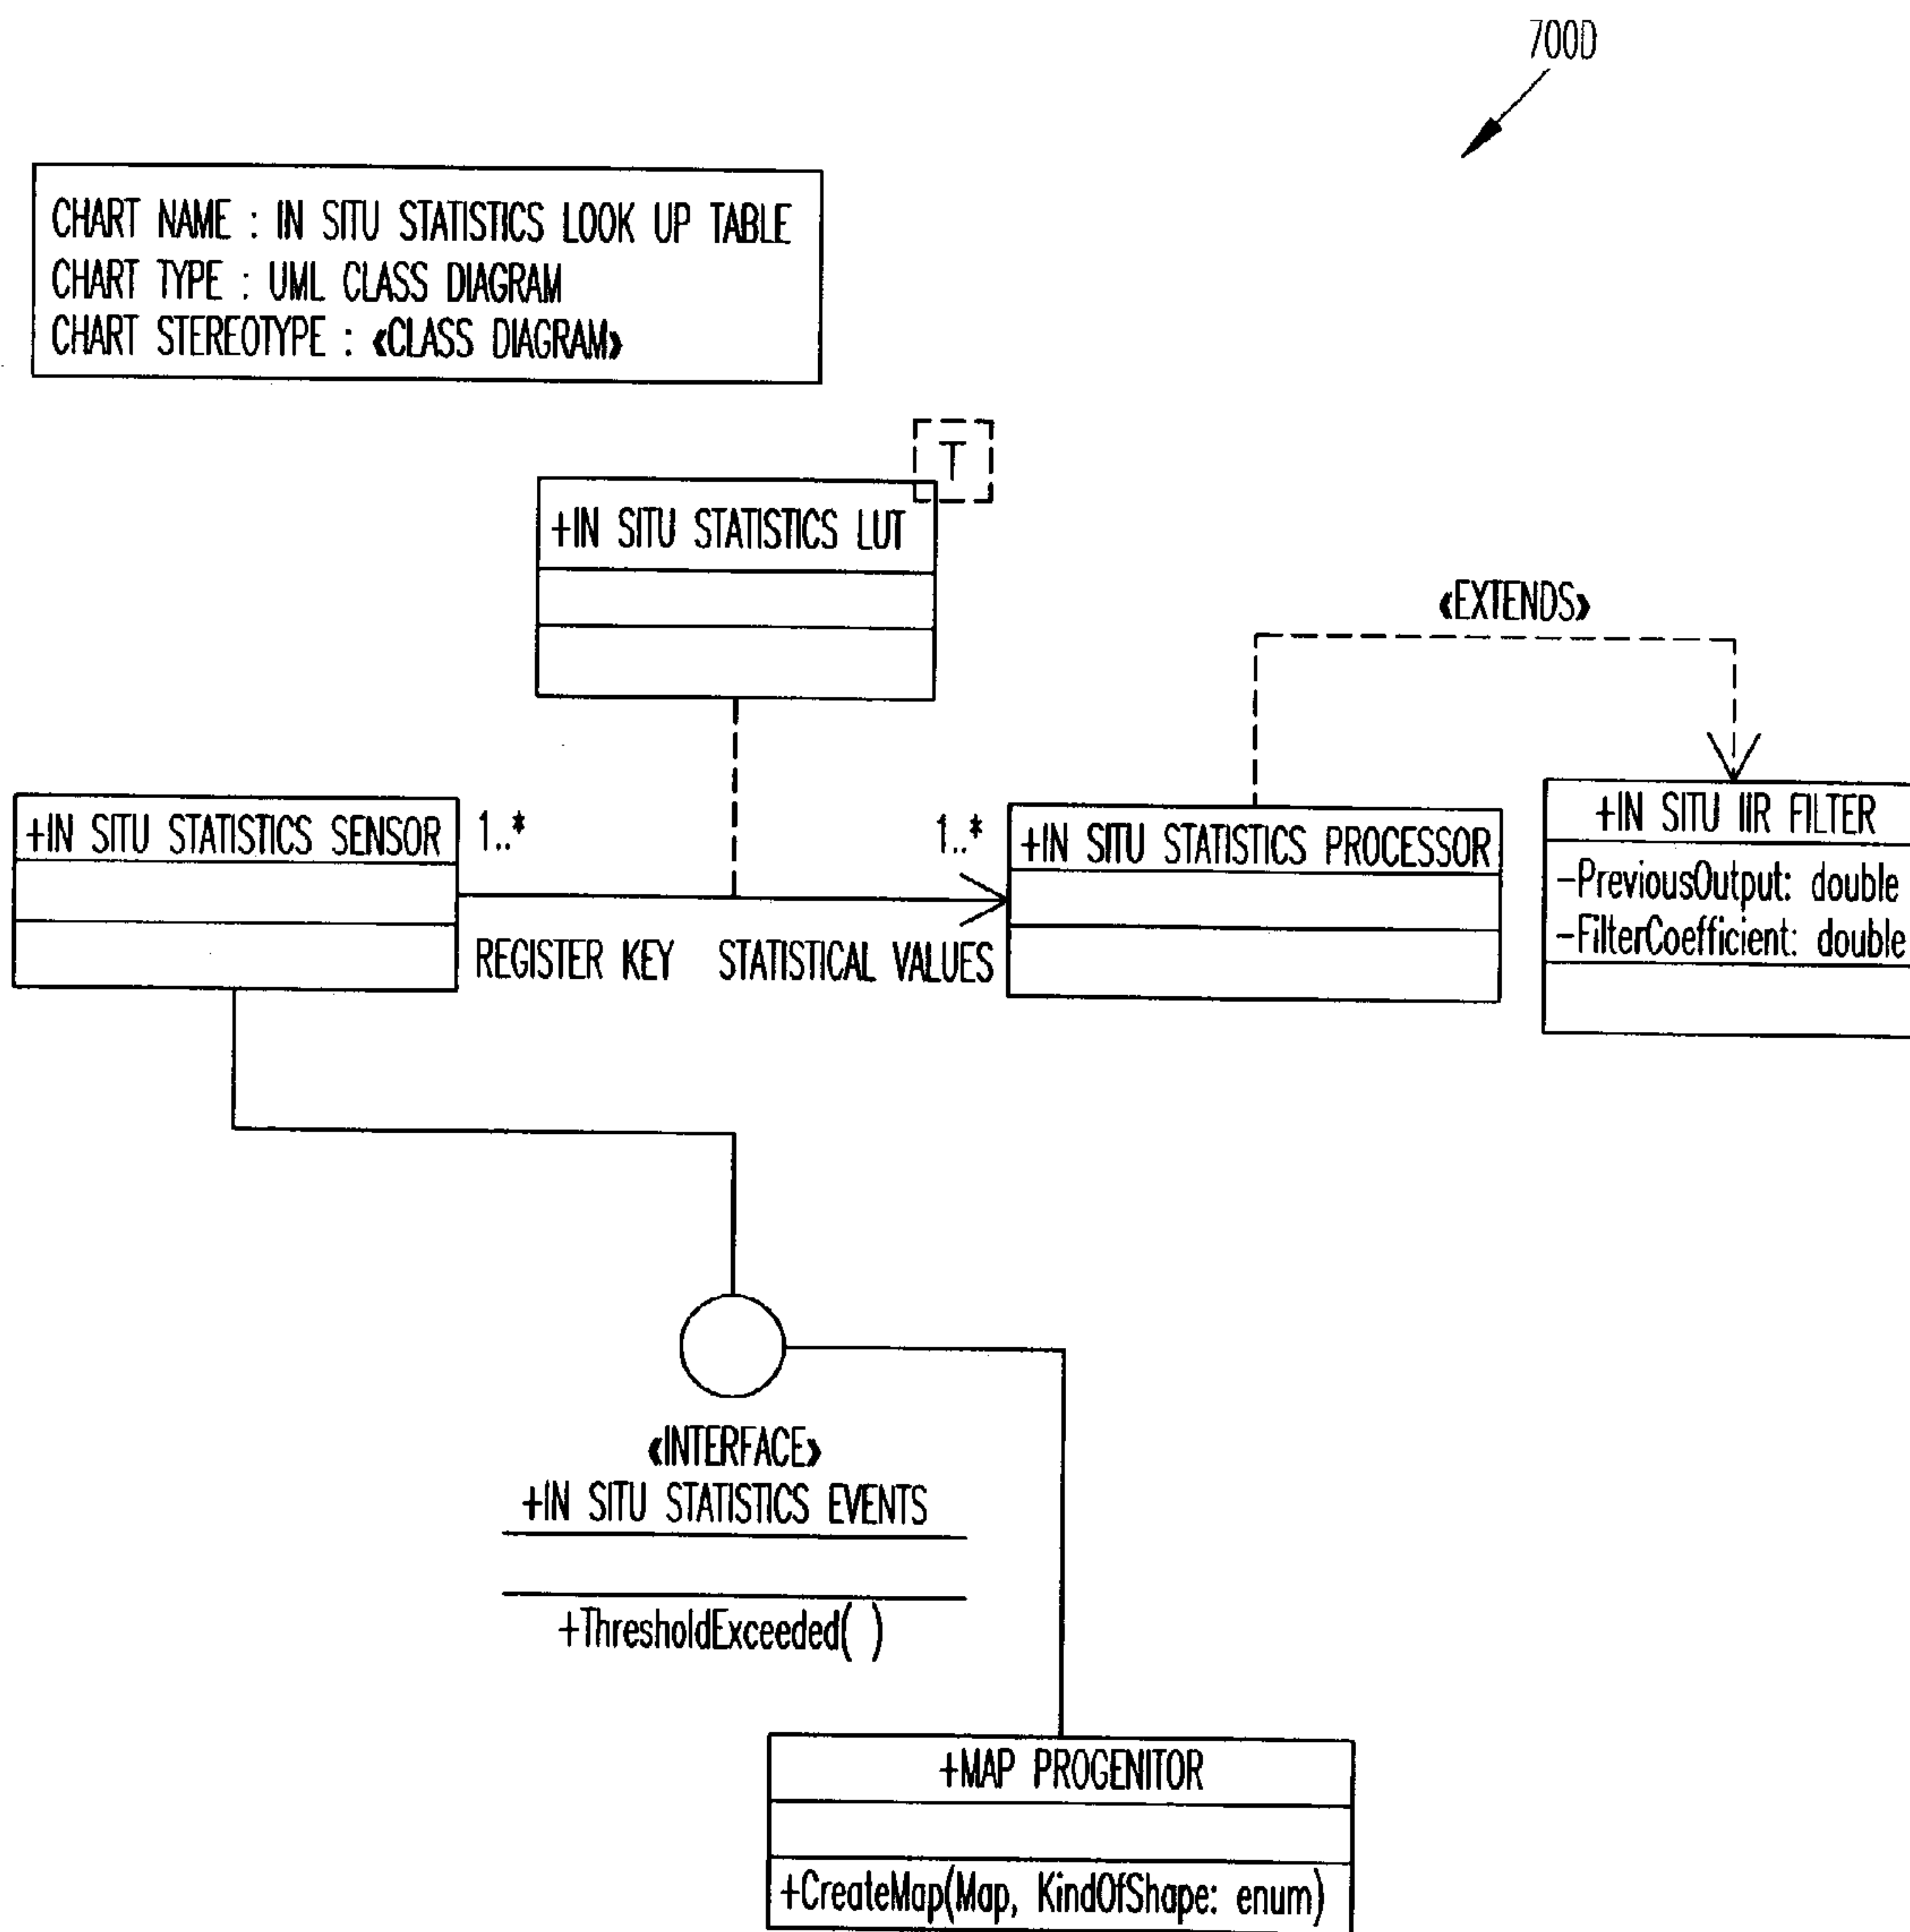 700D
CHART NAME : IN SITU STATISTICS LOOK UP TABLE
CHART TYPE : UML CLASS DIAGRAM
CHART STEREOTYPE : «CLASS DIAGRAM»
T
+IN SITU STATISTICS LUT
«EXTENDS»
+IN SITU STATISTICS SENSOR
1..*
1..*
+IN SITU STATISTICS PROCESSOR
+IN SITU IIR FILTER
-PreviousOutput: double
-FilterCoefficient: double
REGISTER KEY STATISTICAL VALUES
«INTERFACE»
+IN SITU STATISTICS EVENTS
+ThresholdExceeded( )
+MAP PROGENITOR
+CreateMap(Map, KindOfShape: enum)